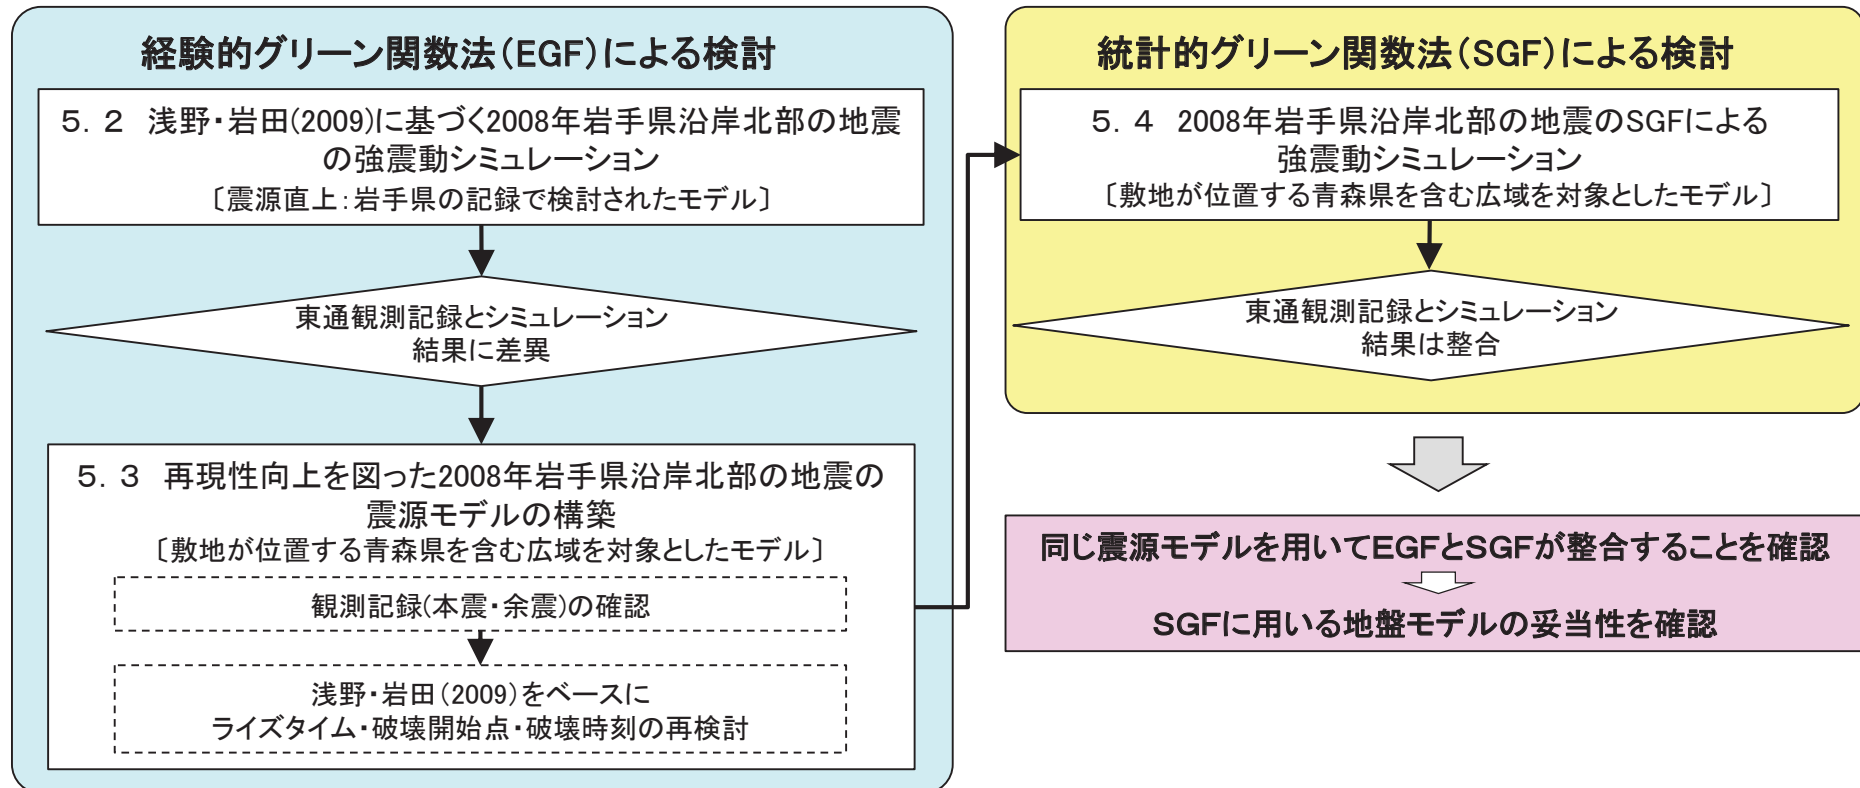 経験的グリーン関数法(EGF)による検討
5．2　浅野・岩田(2009)に基づく2008年岩手県沿岸北部の地震
の強震動シミュレーション
〔震源直上：岩手県の記録で検討されたモデル〕
東通観測記録とシミュレーション
結果に差異
5．3　再現性向上を図った2008年岩手県沿岸北部の地震の
震源モデルの構築
〔敷地が位置する青森県を含む広域を対象としたモデル〕
観測記録(本震・余震)の確認
浅野・岩田(2009)をベースに
ライズタイム・破壊開始点・破壊時刻の再検討
統計的グリーン関数法(SGF)による検討
5．4　2008年岩手県沿岸北部の地震のSGFによる
強震動シミュレーション
〔敷地が位置する青森県を含む広域を対象としたモデル〕
東通観測記録とシミュレーション
結果は整合
同じ震源モデルを用いてEGFとSGFが整合することを確認
SGFに用いる地盤モデルの妥当性を確認